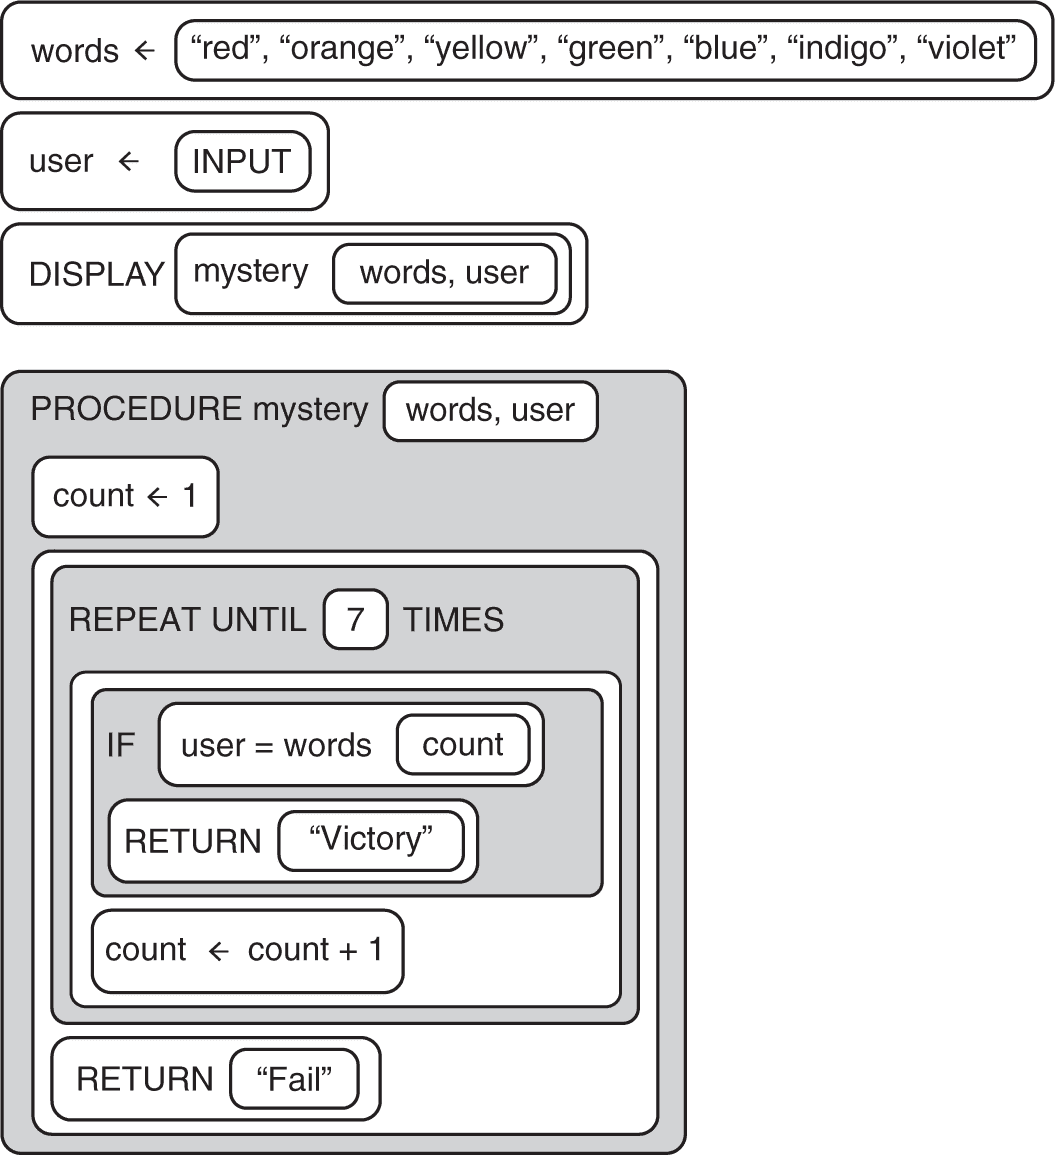 words ← “red”, “orange”, “yellow”, “green”, “blue”, “indigo”, “violet”
user ← INPUT
DISPLAY mystery words, user
PROCEDURE mystery words, user
count ← 1
REPEAT UNTIL 7 TIMES
IF user = words count
RETURN “Victory”
count ← count + 1
RETURN “Fail”